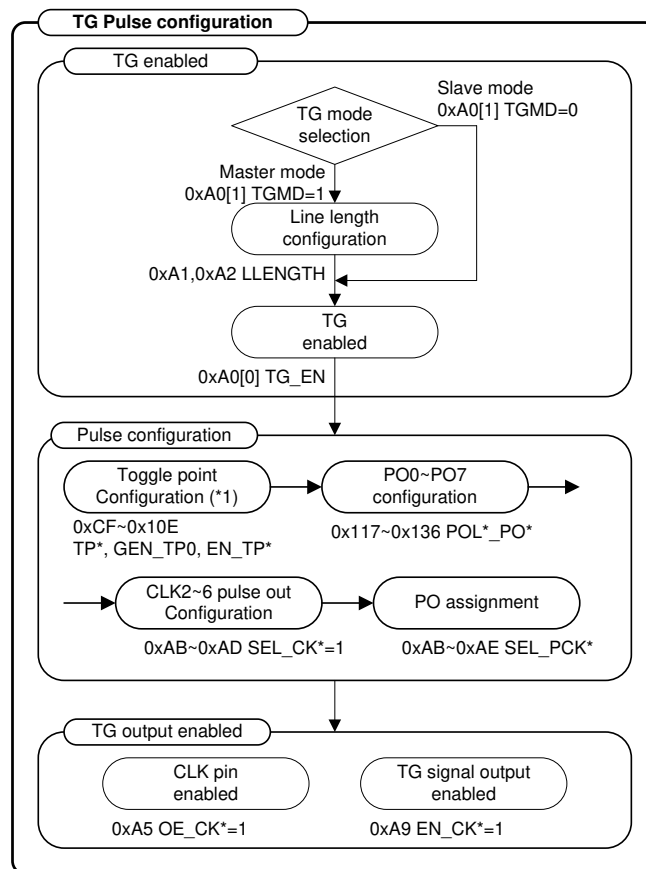 TG Pulse configuration
TG enabled
Slave mode
0xA0[1] TGMD=0
TG mode
selection
Master mode
0xA0[1] TGMD=1
Line length
configuration
0xA1,0xA2 LLENGTH
TG
enabled
0xA0[0] TG_EN
Pulse configuration
Toggle point
Configuration (*1)
0xCF~0x10E
TP*, GEN_TP0, EN_TP*
PO0~PO7
configuration
0x117~0x136 POL*_PO*
CLK2~6 pulse out
Configuration
0xAB~0xAD SEL_CK*=1
PO assignment
0xAB~0xAE SEL_PCK*
TG output enabled
CLK pin
enabled
0xA5 OE_CK*=1
TG signal output
enabled
0xA9 EN_CK*=1